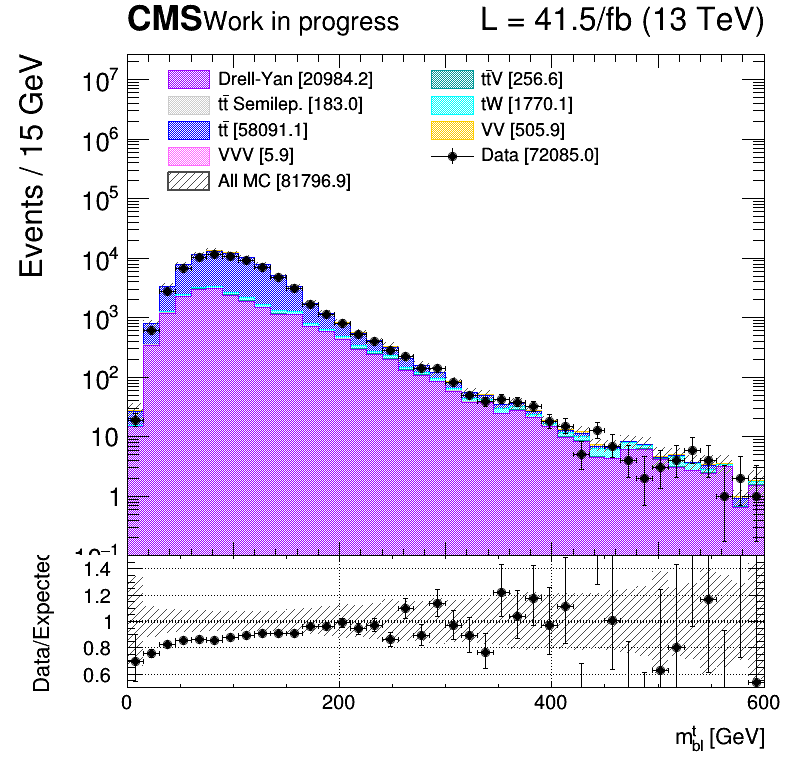 CMS Work in progress L = 41.5/fb (13 TeV)
Events / 15 GeV
10⁷
10⁶
10⁵
10⁴
10³
10²
10
1
10⁻¹
Drell-Yan [20984.2]
tt̄ Semilep. [183.0]
tt̄ [58091.1]
VVV [5.9]
All MC [81796.9]
tt̄V [256.6]
tW [1770.1]
VV [505.9]
Data [72085.0]
Data/Expected
1.4
1.2
1
0.8
0.6
0 200 400 600
mᵗbl [GeV]